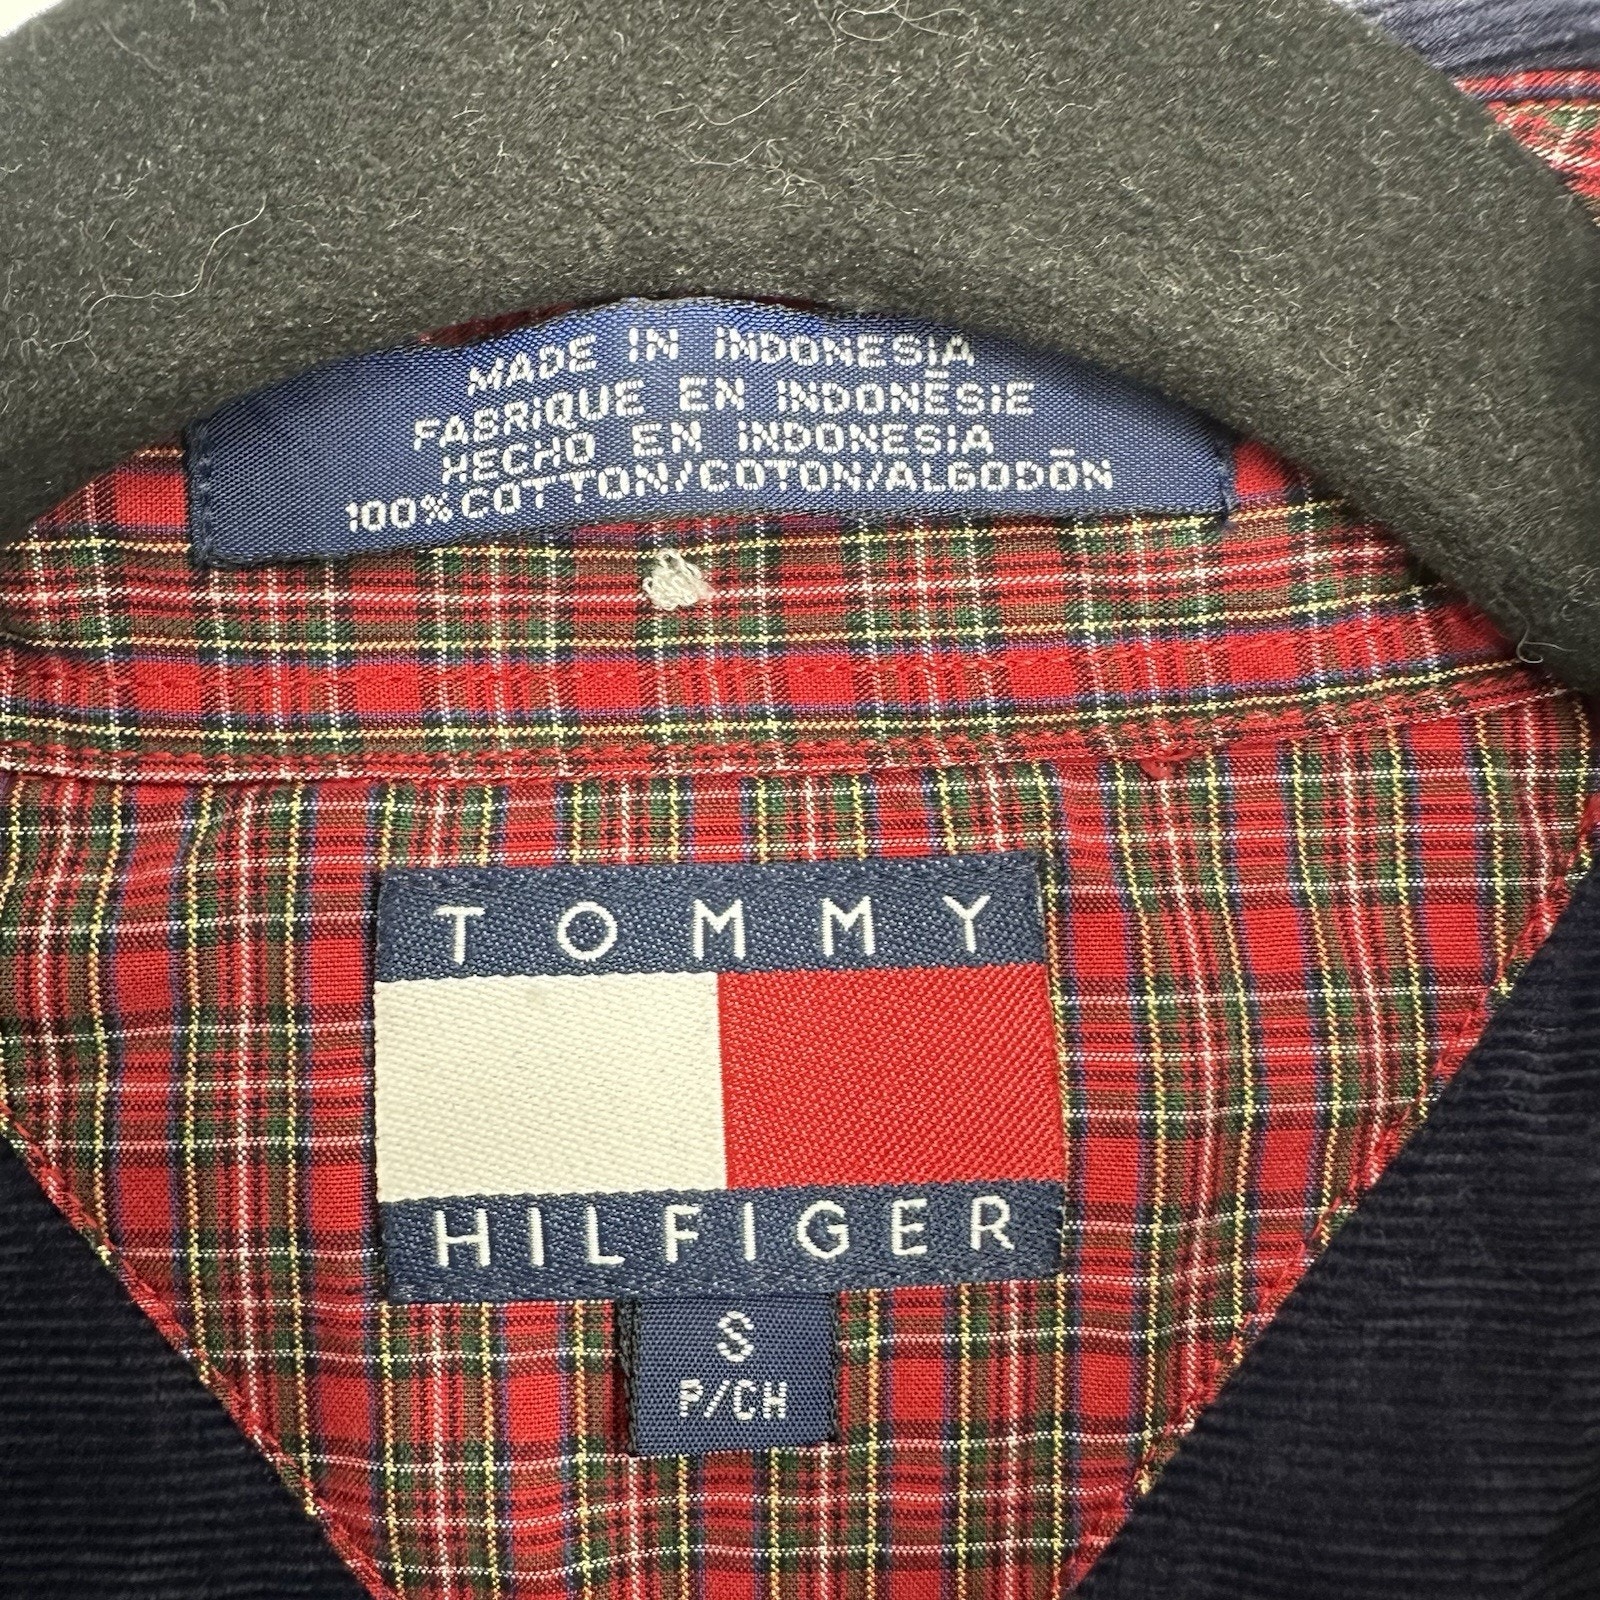 MADE IN INDONESIA
FABRIQUE EN INDONÉSIE
HECHO EN INDONESIA
100% COTTON/COTON/ALGODÓN
TOMMY
HILFIGER
S
P/CH